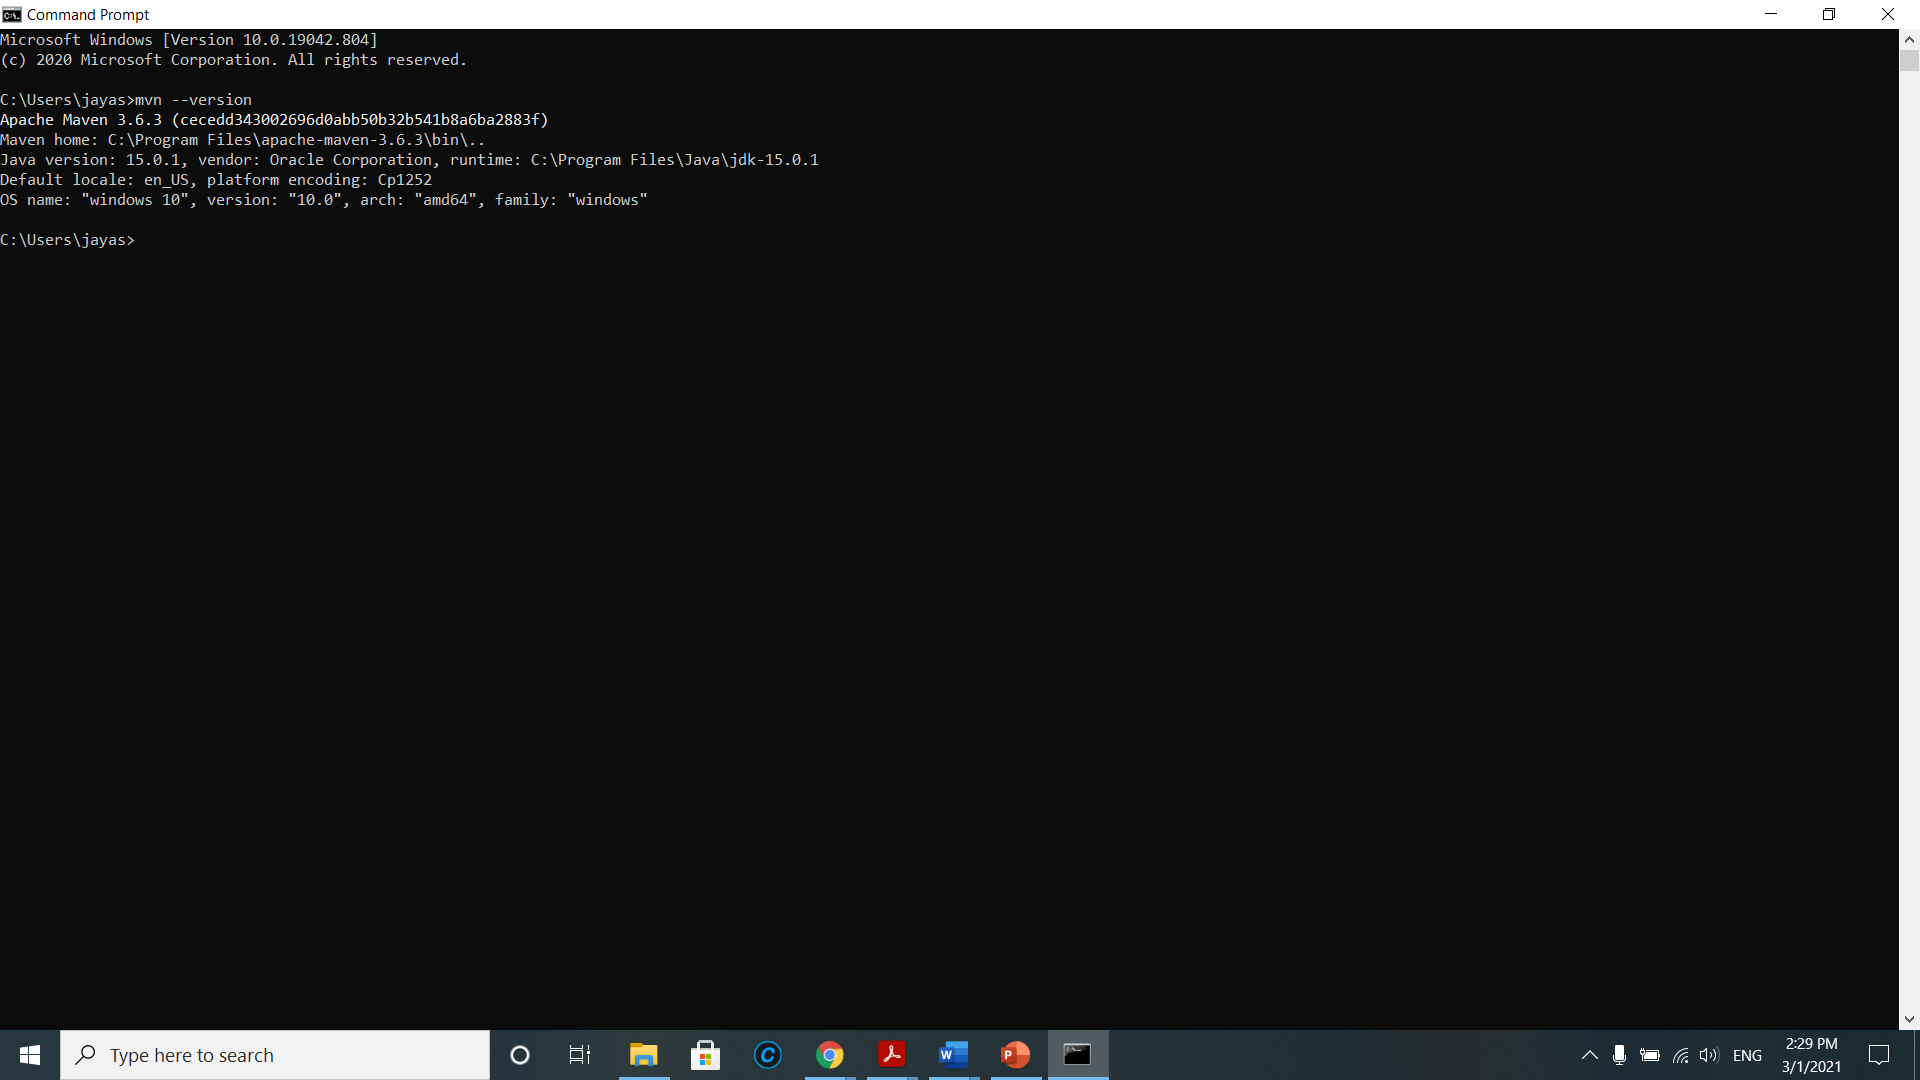 Command Prompt
Microsoft Windows [Version 10.0.19042.804]
(c) 2020 Microsoft Corporation. All rights reserved.
C:\Users\jayas>mvn --version
Apache Maven 3.6.3 (cecedd343002696d0abb50b32b541b8a6ba2883f)
Maven home: C:\Program Files\apache-maven-3.6.3\bin\..
Java version: 15.0.1, vendor: Oracle Corporation, runtime: C:\Program Files\Java\jdk-15.0.1
Default locale: en_US, platform encoding: Cp1252
OS name: "windows 10", version: "10.0", arch: "amd64", family: "windows"
C:\Users\jayas>
Type here to search
ENG
2:29 PM
3/1/2021